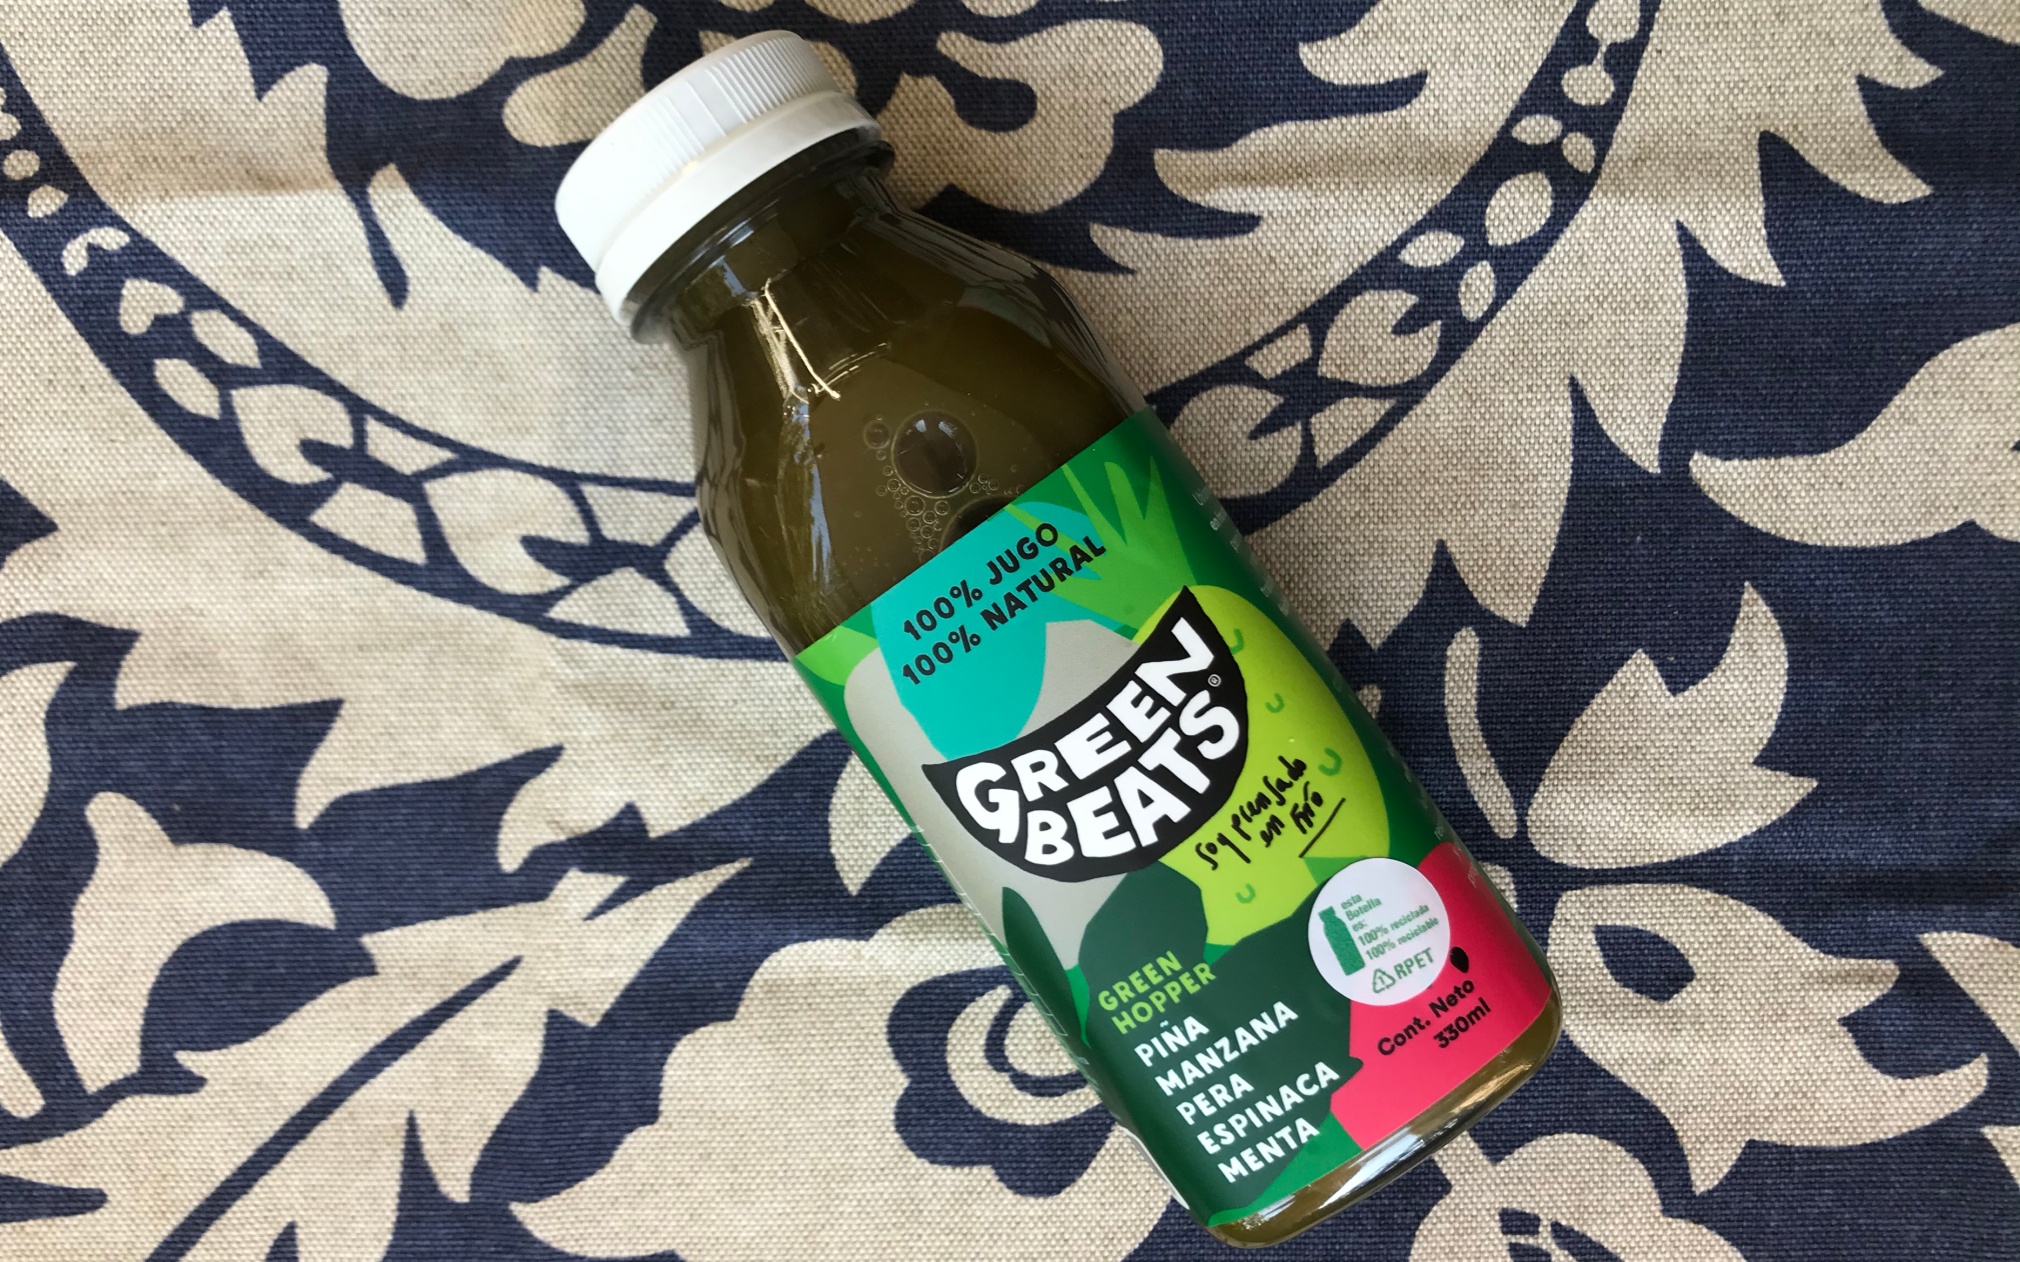 100% JUGO
100% NATURAL
GREEN
BEATS®
soy prensado
en frío
esta
Botella
es:
100% reciclada
100% reciclable
RPET
GREEN
HOPPER
PIÑA
MANZANA
PERA
ESPINACA
MENTA
Cont. Neto
330ml